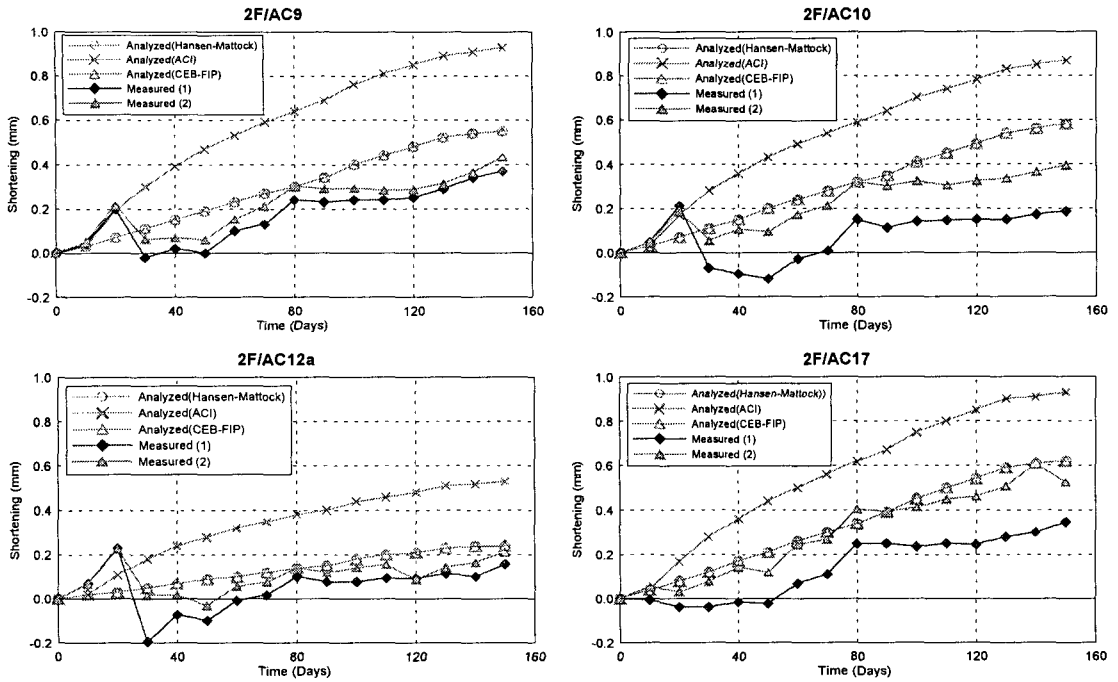 2F/AC9
1.0
0.8
0.6
0.4
0.2
0.0
-0.2
Shortening (mm)
Analyzed(Hansen-Mattock)
Analyzed(ACI)
Analyzed(CEB-FIP)
Measured (1)
Measured (2)
0 40 80 120 160
Time (Days)
2F/AC10
1.0
0.8
0.6
0.4
0.2
0.0
-0.2
Shortening (mm)
Analyzed(Hansen-Mattock)
Analyzed(ACI)
Analyzed(CEB-FIP)
Measured (1)
Measured (2)
0 40 80 120 160
Time (Days)
2F/AC12a
1.0
0.8
0.6
0.4
0.2
0.0
-0.2
Shortening (mm)
Analyzed(Hansen-Mattock)
Analyzed(ACI)
Analyzed(CEB-FIP)
Measured (1)
Measured (2)
0 40 80 120 160
Time (Days)
2F/AC17
1.0
0.8
0.6
0.4
0.2
0.0
-0.2
Shortening (mm)
Analyzed(Hansen-Mattock))
Analyzed(ACI)
Analyzed(CEB-FIP)
Measured (1)
Measured (2)
0 40 80 120 160
Time (Days)